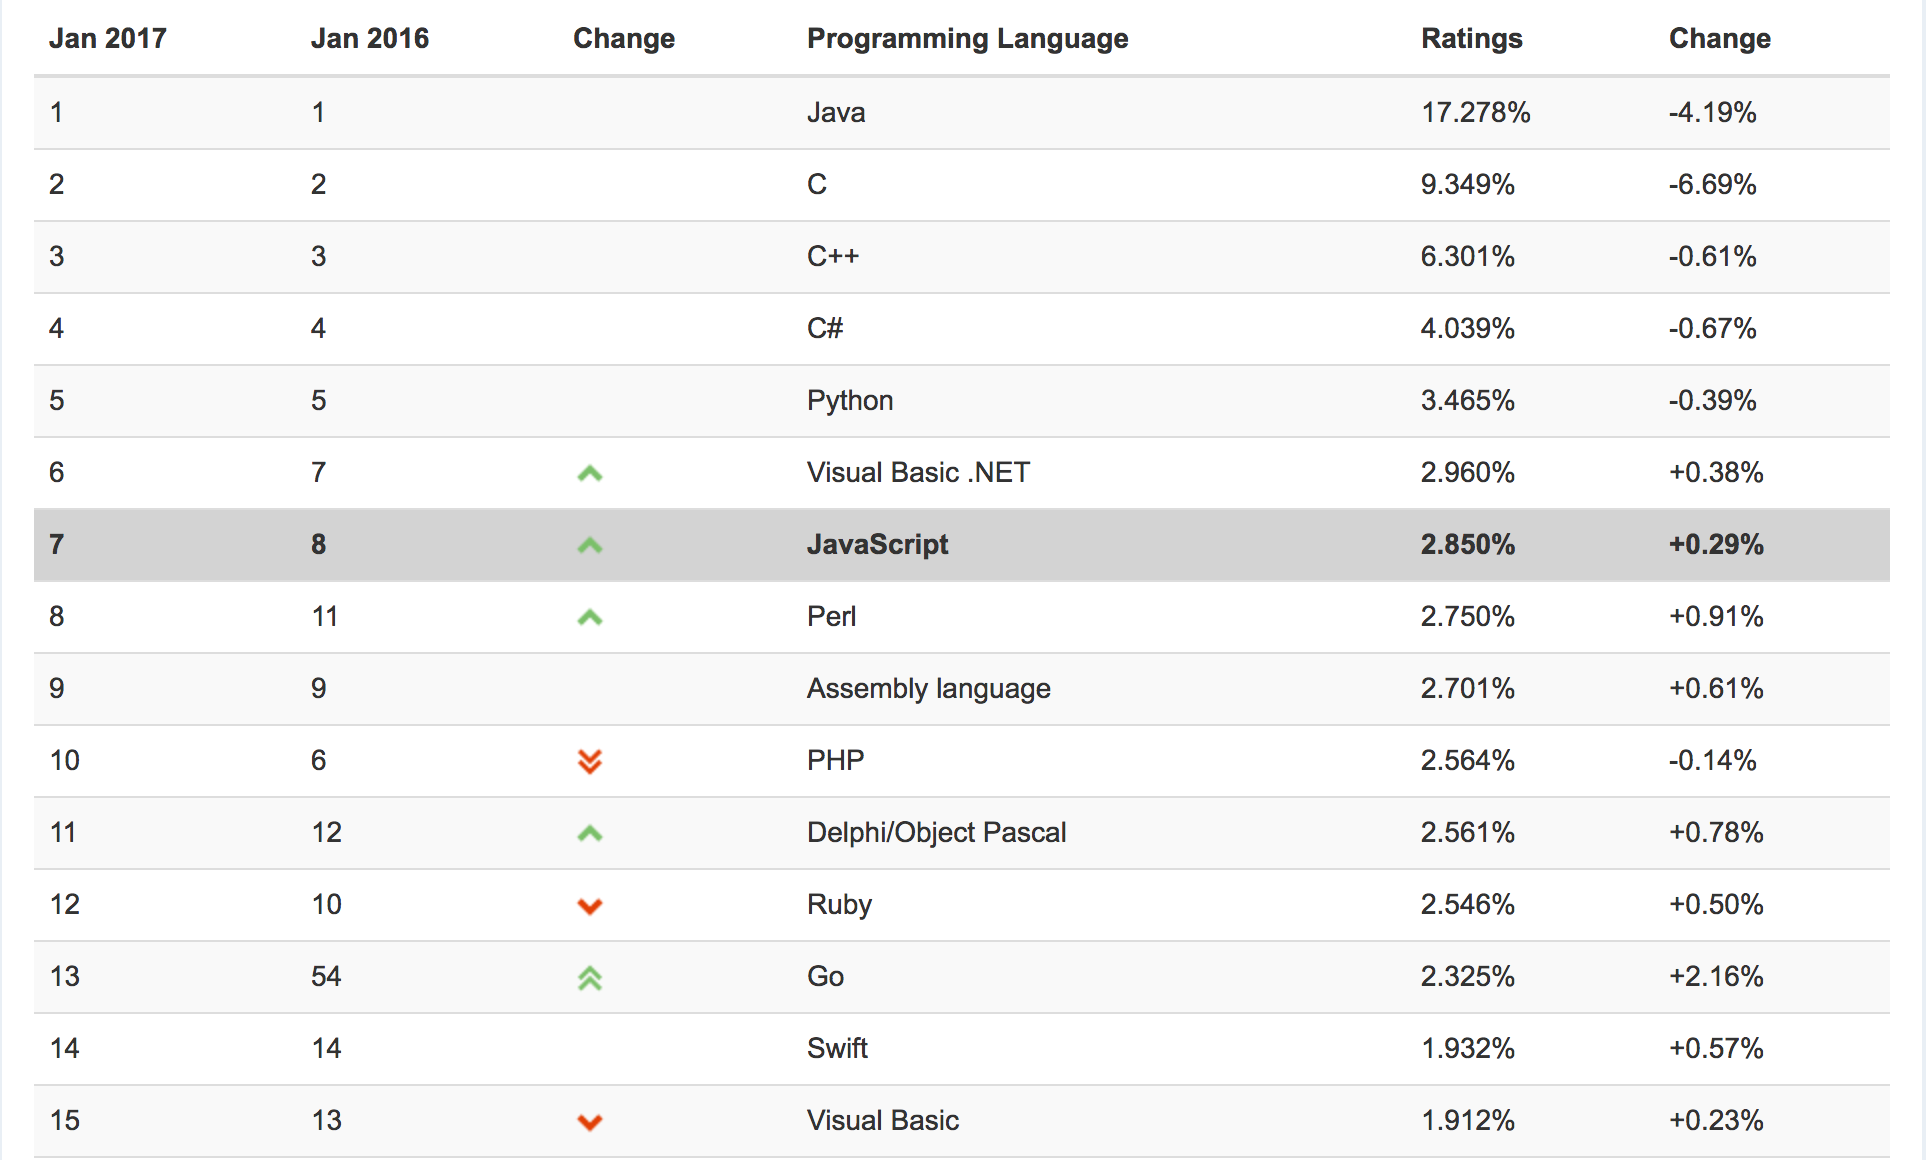 Jan 2017 Jan 2016 Change Programming Language Ratings Change
1 1 Java 17.278% -4.19%
2 2 C 9.349% -6.69%
3 3 C++ 6.301% -0.61%
4 4 C# 4.039% -0.67%
5 5 Python 3.465% -0.39%
6 7 Visual Basic .NET 2.960% +0.38%
7 8 JavaScript 2.850% +0.29%
8 11 Perl 2.750% +0.91%
9 9 Assembly language 2.701% +0.61%
10 6 PHP 2.564% -0.14%
11 12 Delphi/Object Pascal 2.561% +0.78%
12 10 Ruby 2.546% +0.50%
13 54 Go 2.325% +2.16%
14 14 Swift 1.932% +0.57%
15 13 Visual Basic 1.912% +0.23%